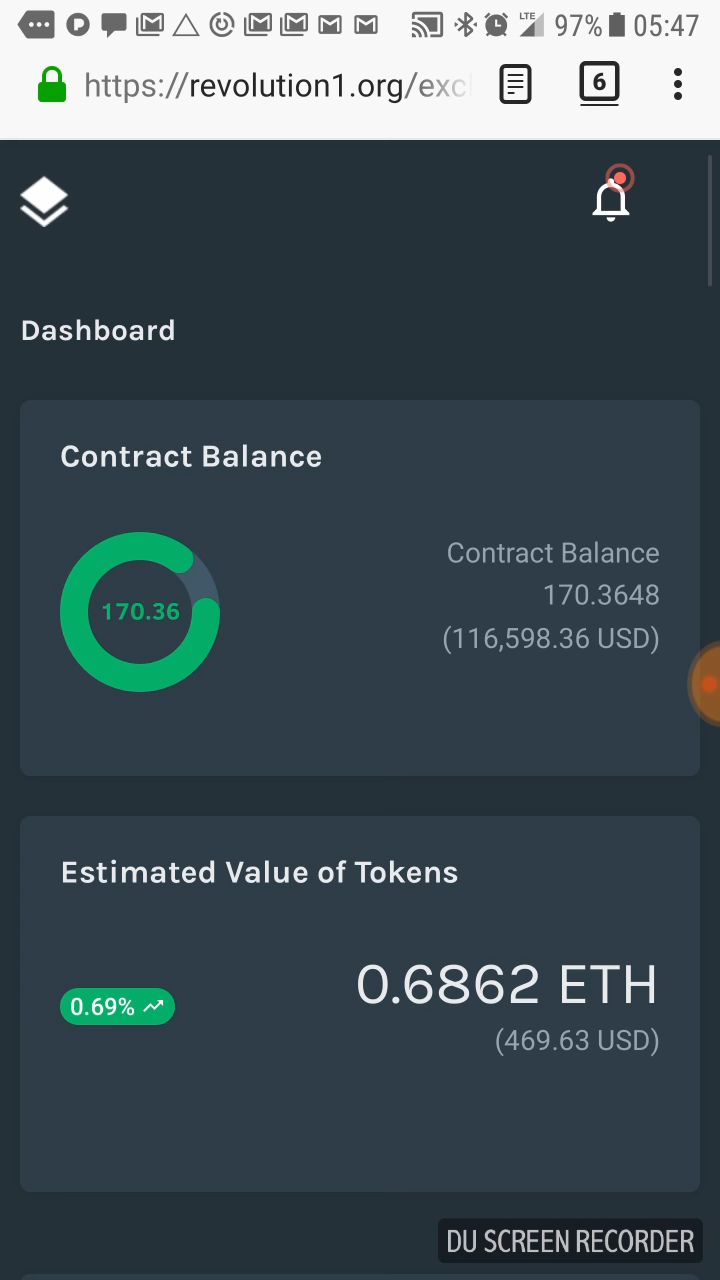 LTE 97% 05:47
https://revolution1.org/exc
6
Dashboard
Contract Balance
170.36
Contract Balance
170.3648
(116,598.36 USD)
Estimated Value of Tokens
0.69%
0.6862 ETH
(469.63 USD)
DU SCREEN RECORDER